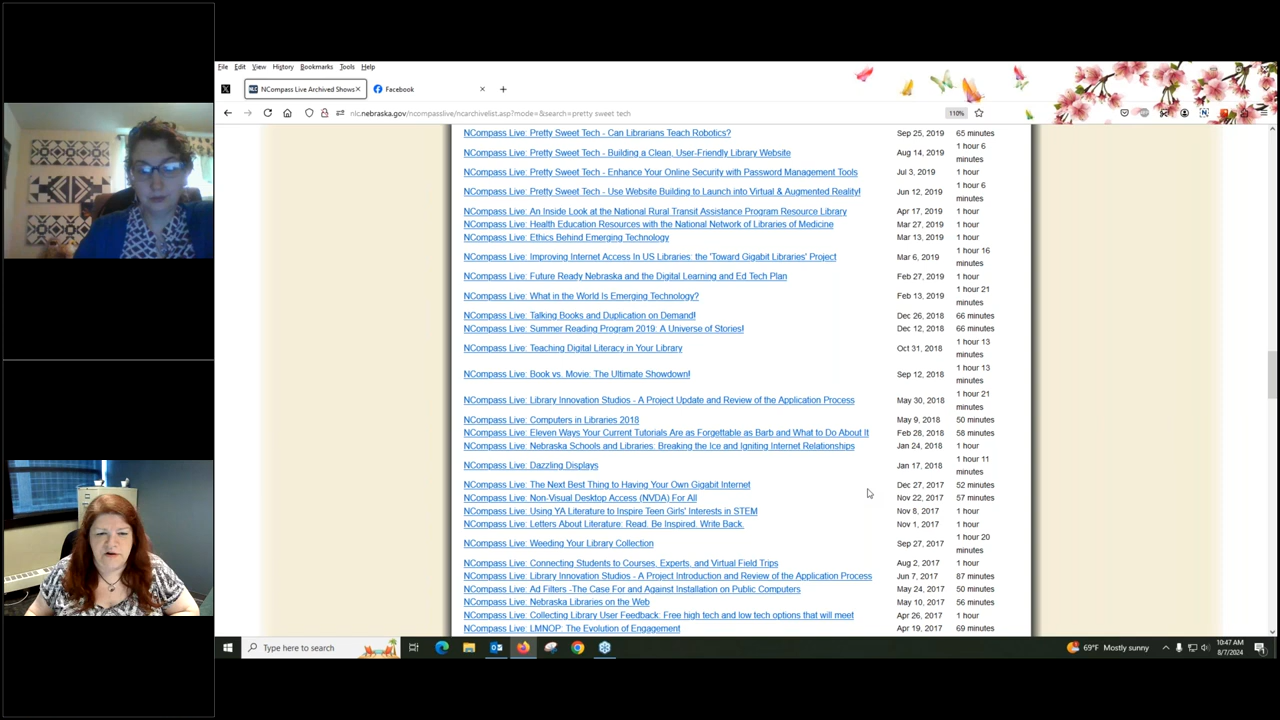 File Edit View History Bookmarks Tools Help
X NLC NCompass Live Archived Shows × Facebook × +
nlc.nebraska.gov/ncompasslive/ncarchivelist.asp?mode=&search=pretty sweet tech 110%
NCompass Live: Pretty Sweet Tech - Can Librarians Teach Robotics? Sep 25, 2019 65 minutes
NCompass Live: Pretty Sweet Tech - Building a Clean, User-Friendly Library Website Aug 14, 2019 1 hour 6 minutes
NCompass Live: Pretty Sweet Tech - Enhance Your Online Security with Password Management Tools Jul 3, 2019 1 hour
NCompass Live: Pretty Sweet Tech - Use Website Building to Launch into Virtual & Augmented Reality! Jun 12, 2019 1 hour 6 minutes
NCompass Live: An Inside Look at the National Rural Transit Assistance Program Resource Library Apr 17, 2019 1 hour
NCompass Live: Health Education Resources with the National Network of Libraries of Medicine Mar 27, 2019 1 hour
NCompass Live: Ethics Behind Emerging Technology Mar 13, 2019 1 hour
NCompass Live: Improving Internet Access In US Libraries: the 'Toward Gigabit Libraries' Project Mar 6, 2019 1 hour 16 minutes
NCompass Live: Future Ready Nebraska and the Digital Learning and Ed Tech Plan Feb 27, 2019 1 hour
NCompass Live: What in the World Is Emerging Technology? Feb 13, 2019 1 hour 21 minutes
NCompass Live: Talking Books and Duplication on Demand! Dec 26, 2018 66 minutes
NCompass Live: Summer Reading Program 2019: A Universe of Stories! Dec 12, 2018 66 minutes
NCompass Live: Teaching Digital Literacy in Your Library Oct 31, 2018 1 hour 13 minutes
NCompass Live: Book vs. Movie: The Ultimate Showdown! Sep 12, 2018 1 hour 13 minutes
NCompass Live: Library Innovation Studios - A Project Update and Review of the Application Process May 30, 2018 1 hour 21 minutes
NCompass Live: Computers in Libraries 2018 May 9, 2018 50 minutes
NCompass Live: Eleven Ways Your Current Tutorials Are as Forgettable as Barb and What to Do About It Feb 28, 2018 58 minutes
NCompass Live: Nebraska Schools and Libraries: Breaking the Ice and Igniting Internet Relationships Jan 24, 2018 1 hour
NCompass Live: Dazzling Displays Jan 17, 2018 1 hour 11 minutes
NCompass Live: The Next Best Thing to Having Your Own Gigabit Internet Dec 27, 2017 52 minutes
NCompass Live: Non-Visual Desktop Access (NVDA) For All Nov 22, 2017 57 minutes
NCompass Live: Using YA Literature to Inspire Teen Girls' Interests in STEM Nov 8, 2017 1 hour
NCompass Live: Letters About Literature: Read. Be Inspired. Write Back. Nov 1, 2017 1 hour
NCompass Live: Weeding Your Library Collection Sep 27, 2017 1 hour 20 minutes
NCompass Live: Connecting Students to Courses, Experts, and Virtual Field Trips Aug 2, 2017 1 hour
NCompass Live: Library Innovation Studios - A Project Introduction and Review of the Application Process Jun 7, 2017 87 minutes
NCompass Live: Ad Filters -The Case For and Against Installation on Public Computers May 24, 2017 50 minutes
NCompass Live: Nebraska Libraries on the Web May 10, 2017 56 minutes
NCompass Live: Collecting Library User Feedback: Free high tech and low tech options that will meet Apr 26, 2017 1 hour
NCompass Live: LMNOP: The Evolution of Engagement Apr 19, 2017 69 minutes
Type here to search 69°F Mostly sunny 10:47 AM
8/7/2024